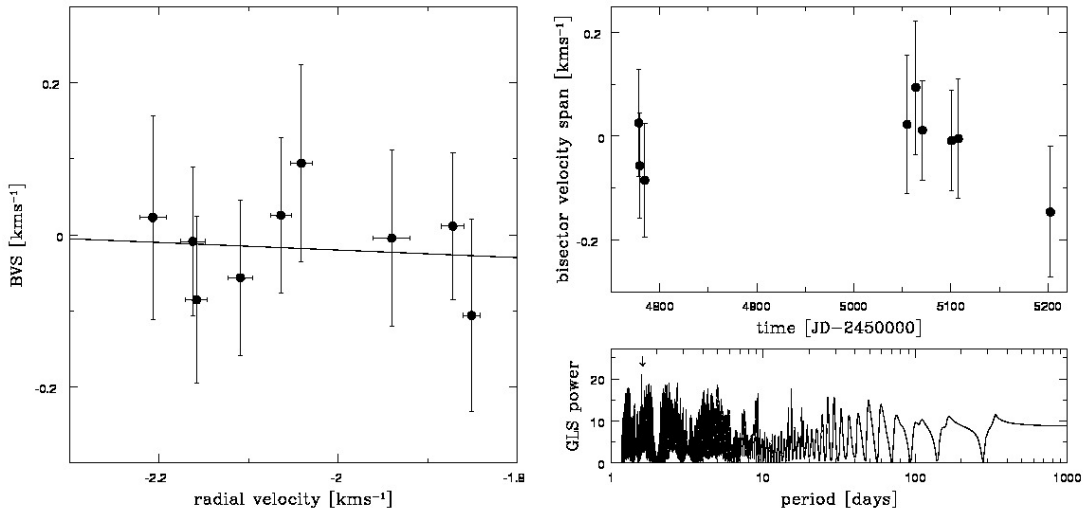 0.2
0
-0.2
BVS [kms⁻¹]
-2.2 -2 -1.8
radial velocity [kms⁻¹]
0.2
0
-0.2
bisector velocity span [kms⁻¹]
4800 4900 5000 5100 5200
time [JD-2450000]
20
10
0
GLS power
1 10 100 1000
period [days]